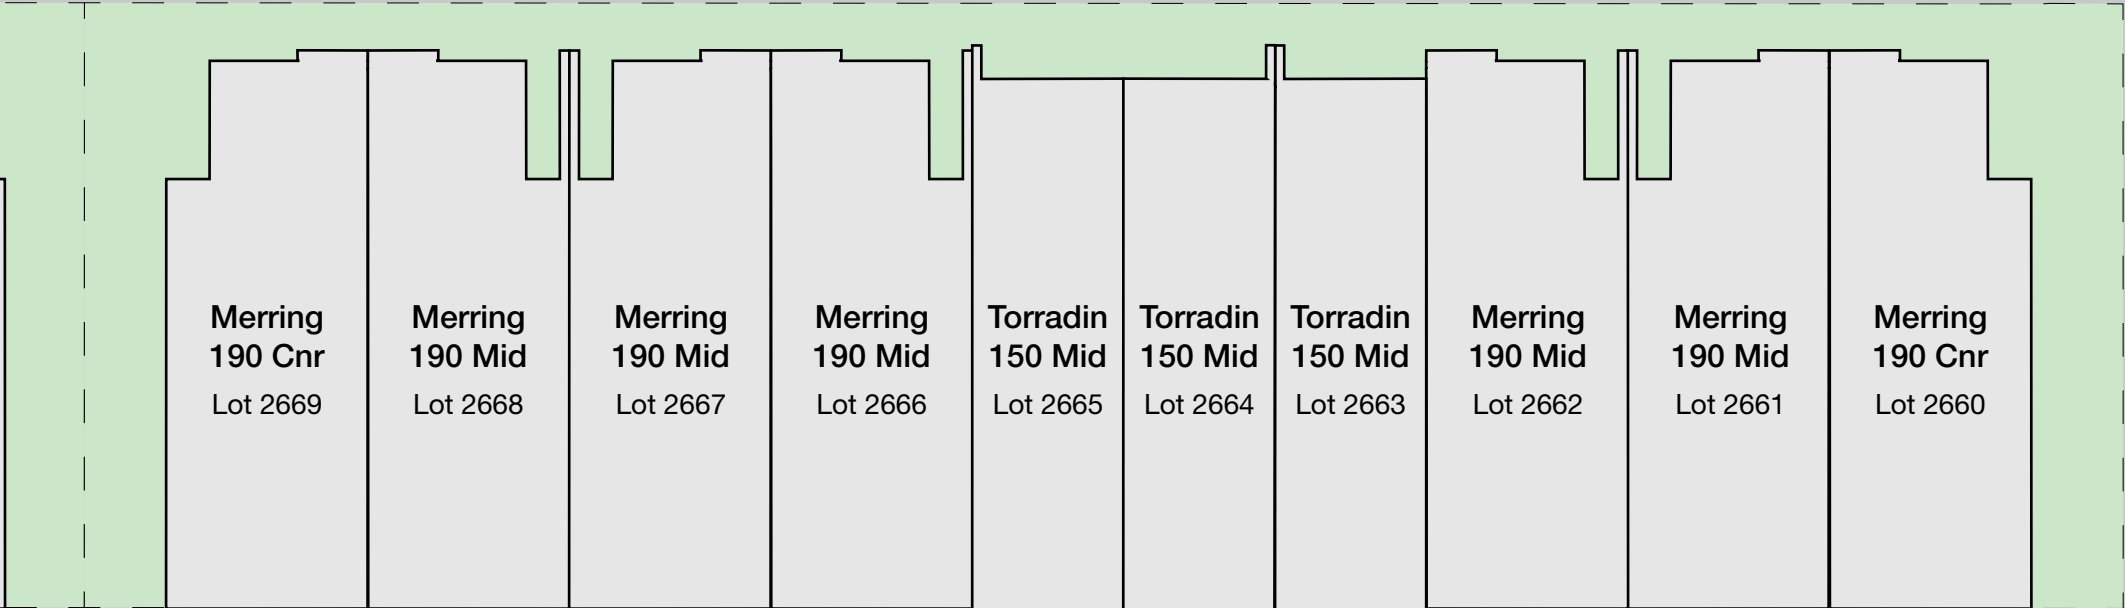 Merring
190 Cnr
Lot 2669
Merring
190 Mid
Lot 2668
Merring
190 Mid
Lot 2667
Merring
190 Mid
Lot 2666
Torradin
150 Mid
Lot 2665
Torradin
150 Mid
Lot 2664
Torradin
150 Mid
Lot 2663
Merring
190 Mid
Lot 2662
Merring
190 Mid
Lot 2661
Merring
190 Cnr
Lot 2660